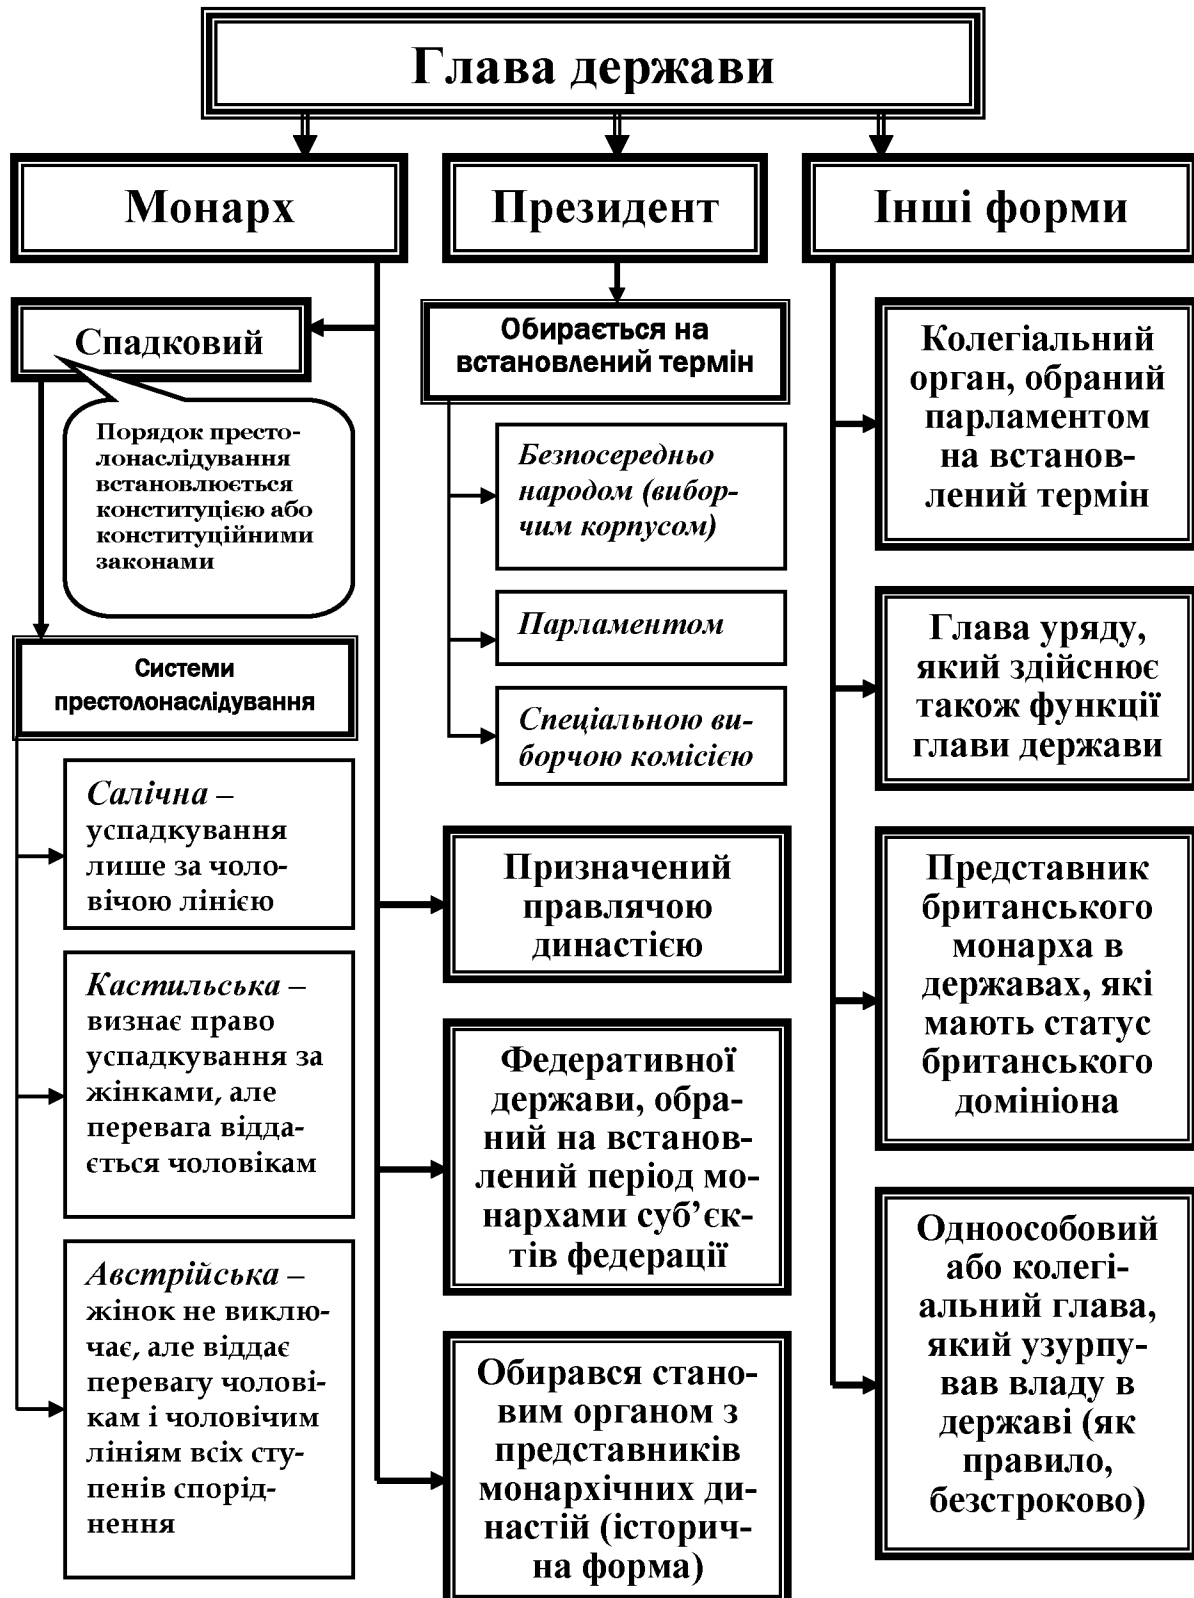 Глава держави
Монарх
Президент
Інші форми
Спадковий
Порядок престо-
лонаслідування
встановлюється
конституцією або
конституційними
законами
Системи
престолонаслідування
Салічна –
успадкування
лише за чоло-
вічою лінією
Кастильська –
визнає право
успадкування за
жінками, але
перевага відда-
ється чоловікам
Австрійська –
жінок не виклю-
чає, але віддає
перевагу чолові-
кам і чоловічим
лініям всіх сту-
пенів спорід-
нення
Обирається на
встановлений термін
Безпосередньо
народом (вибор-
чим корпусом)
Парламентом
Спеціальною ви-
борчою комісією
Призначений
правлячою
династією
Федеративної
держави, обра-
ний на встанов-
лений період мо-
нархами суб’єк-
тів федерації
Обирався стано-
вим органом з
представників
монархічних ди-
настій (історич-
на форма)
Колегіальний
орган, обраний
парламентом
на встанов-
лений термін
Глава уряду,
який здійснює
також функції
глави держави
Представник
британського
монарха в
державах, які
мають статус
британського
домініона
Одноособовий
або колегі-
альний глава,
який узурпу-
вав владу в
державі (як
правило,
безстроково)